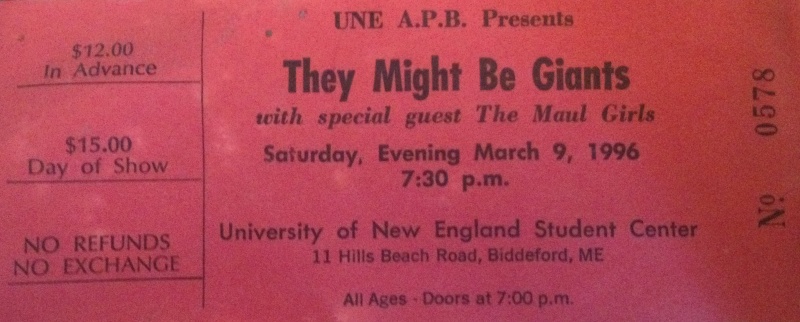 $12.00
In Advance
$15.00
Day of Show
NO REFUNDS
NO EXCHANGE
UNE A.P.B. Presents
They Might Be Giants
with special guest The Maul Girls
Saturday, Evening March 9, 1996
7:30 p.m.
University of New England Student Center
11 Hills Beach Road, Biddeford, ME
All Ages - Doors at 7:00 p.m.
Nº 0578